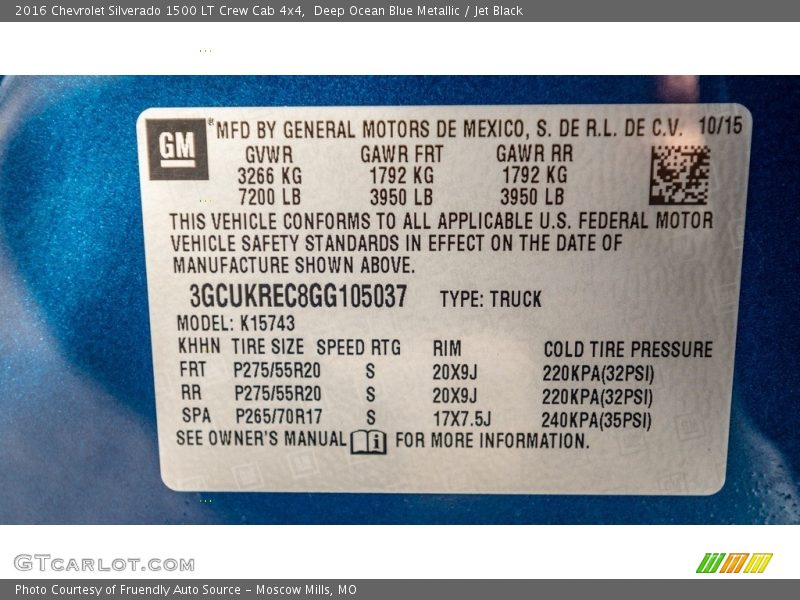 2016 Chevrolet Silverado 1500 LT Crew Cab 4x4, Deep Ocean Blue Metallic / Jet Black
GM ® MFD BY GENERAL MOTORS DE MEXICO, S. DE R.L. DE C.V. 10/15
GVWR GAWR FRT GAWR RR
3266 KG 1792 KG 1792 KG
7200 LB 3950 LB 3950 LB
THIS VEHICLE CONFORMS TO ALL APPLICABLE U.S. FEDERAL MOTOR
VEHICLE SAFETY STANDARDS IN EFFECT ON THE DATE OF
MANUFACTURE SHOWN ABOVE.
3GCUKREC8GG105037 TYPE: TRUCK
MODEL: K15743
KHHN TIRE SIZE SPEED RTG RIM COLD TIRE PRESSURE
FRT P275/55R20 S 20X9J 220KPA(32PSI)
RR P275/55R20 S 20X9J 220KPA(32PSI)
SPA P265/70R17 S 17X7.5J 240KPA(35PSI)
SEE OWNER'S MANUAL i FOR MORE INFORMATION.
GTcarlot.com
Photo Courtesy of Fruendly Auto Source - Moscow Mills, MO